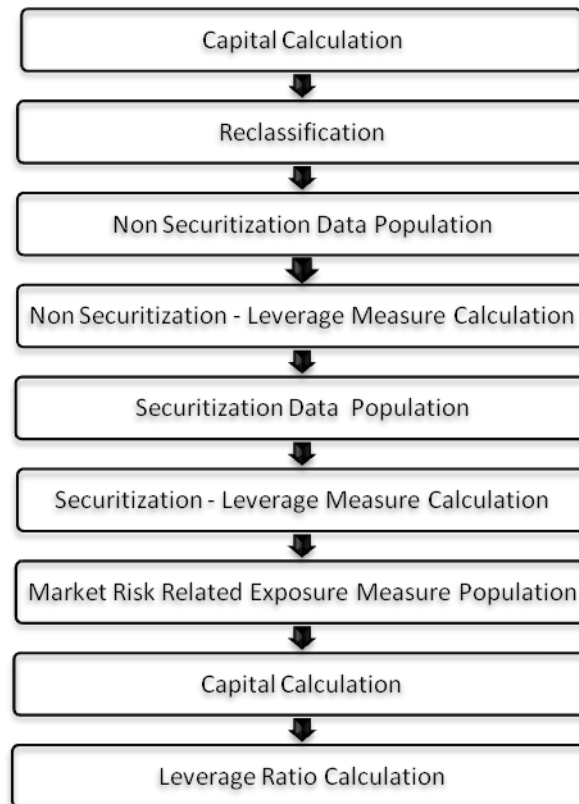 Capital Calculation
Reclassification
Non Securitization Data Population
Non Securitization - Leverage Measure Calculation
Securitization Data Population
Securitization - Leverage Measure Calculation
Market Risk Related Exposure Measure Population
Capital Calculation
Leverage Ratio Calculation